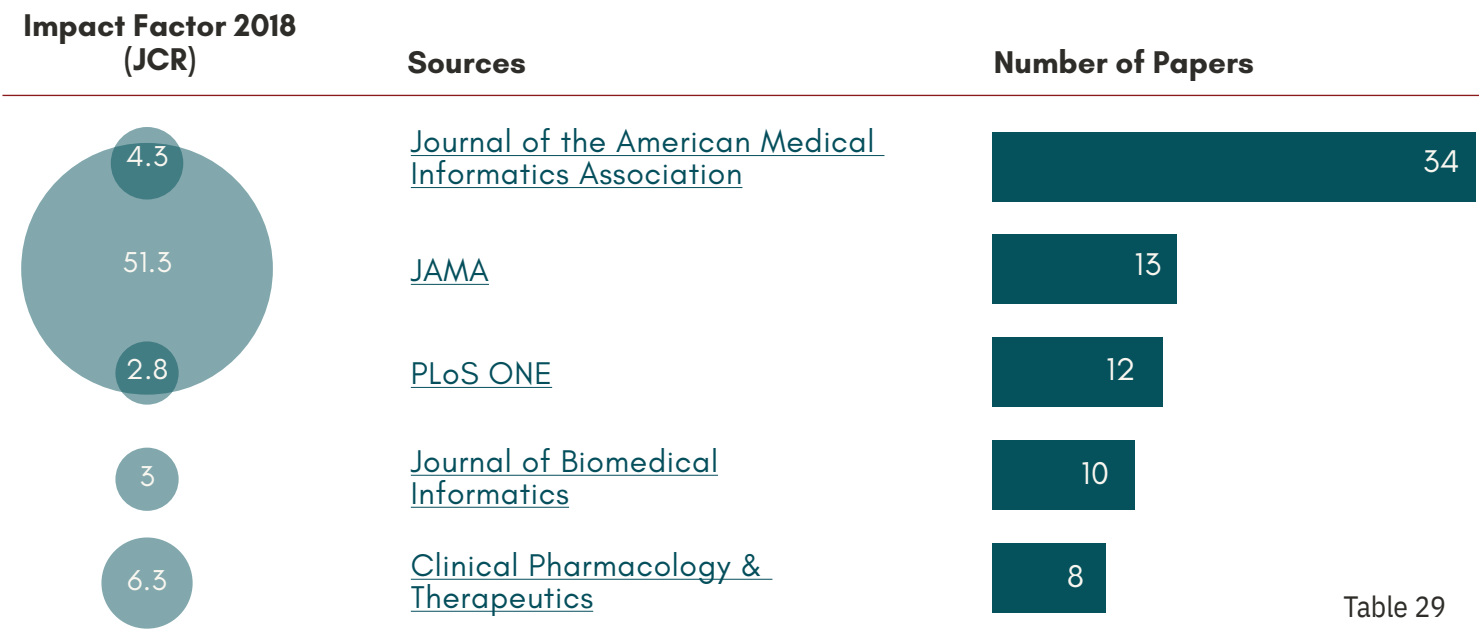 Impact Factor 2018
(JCR)
Sources
Number of Papers
4.3
Journal of the American Medical
Informatics Association
34
51.3
JAMA
13
2.8
PLoS ONE
12
3
Journal of Biomedical
Informatics
10
6.3
Clinical Pharmacology &
Therapeutics
8
Table 29